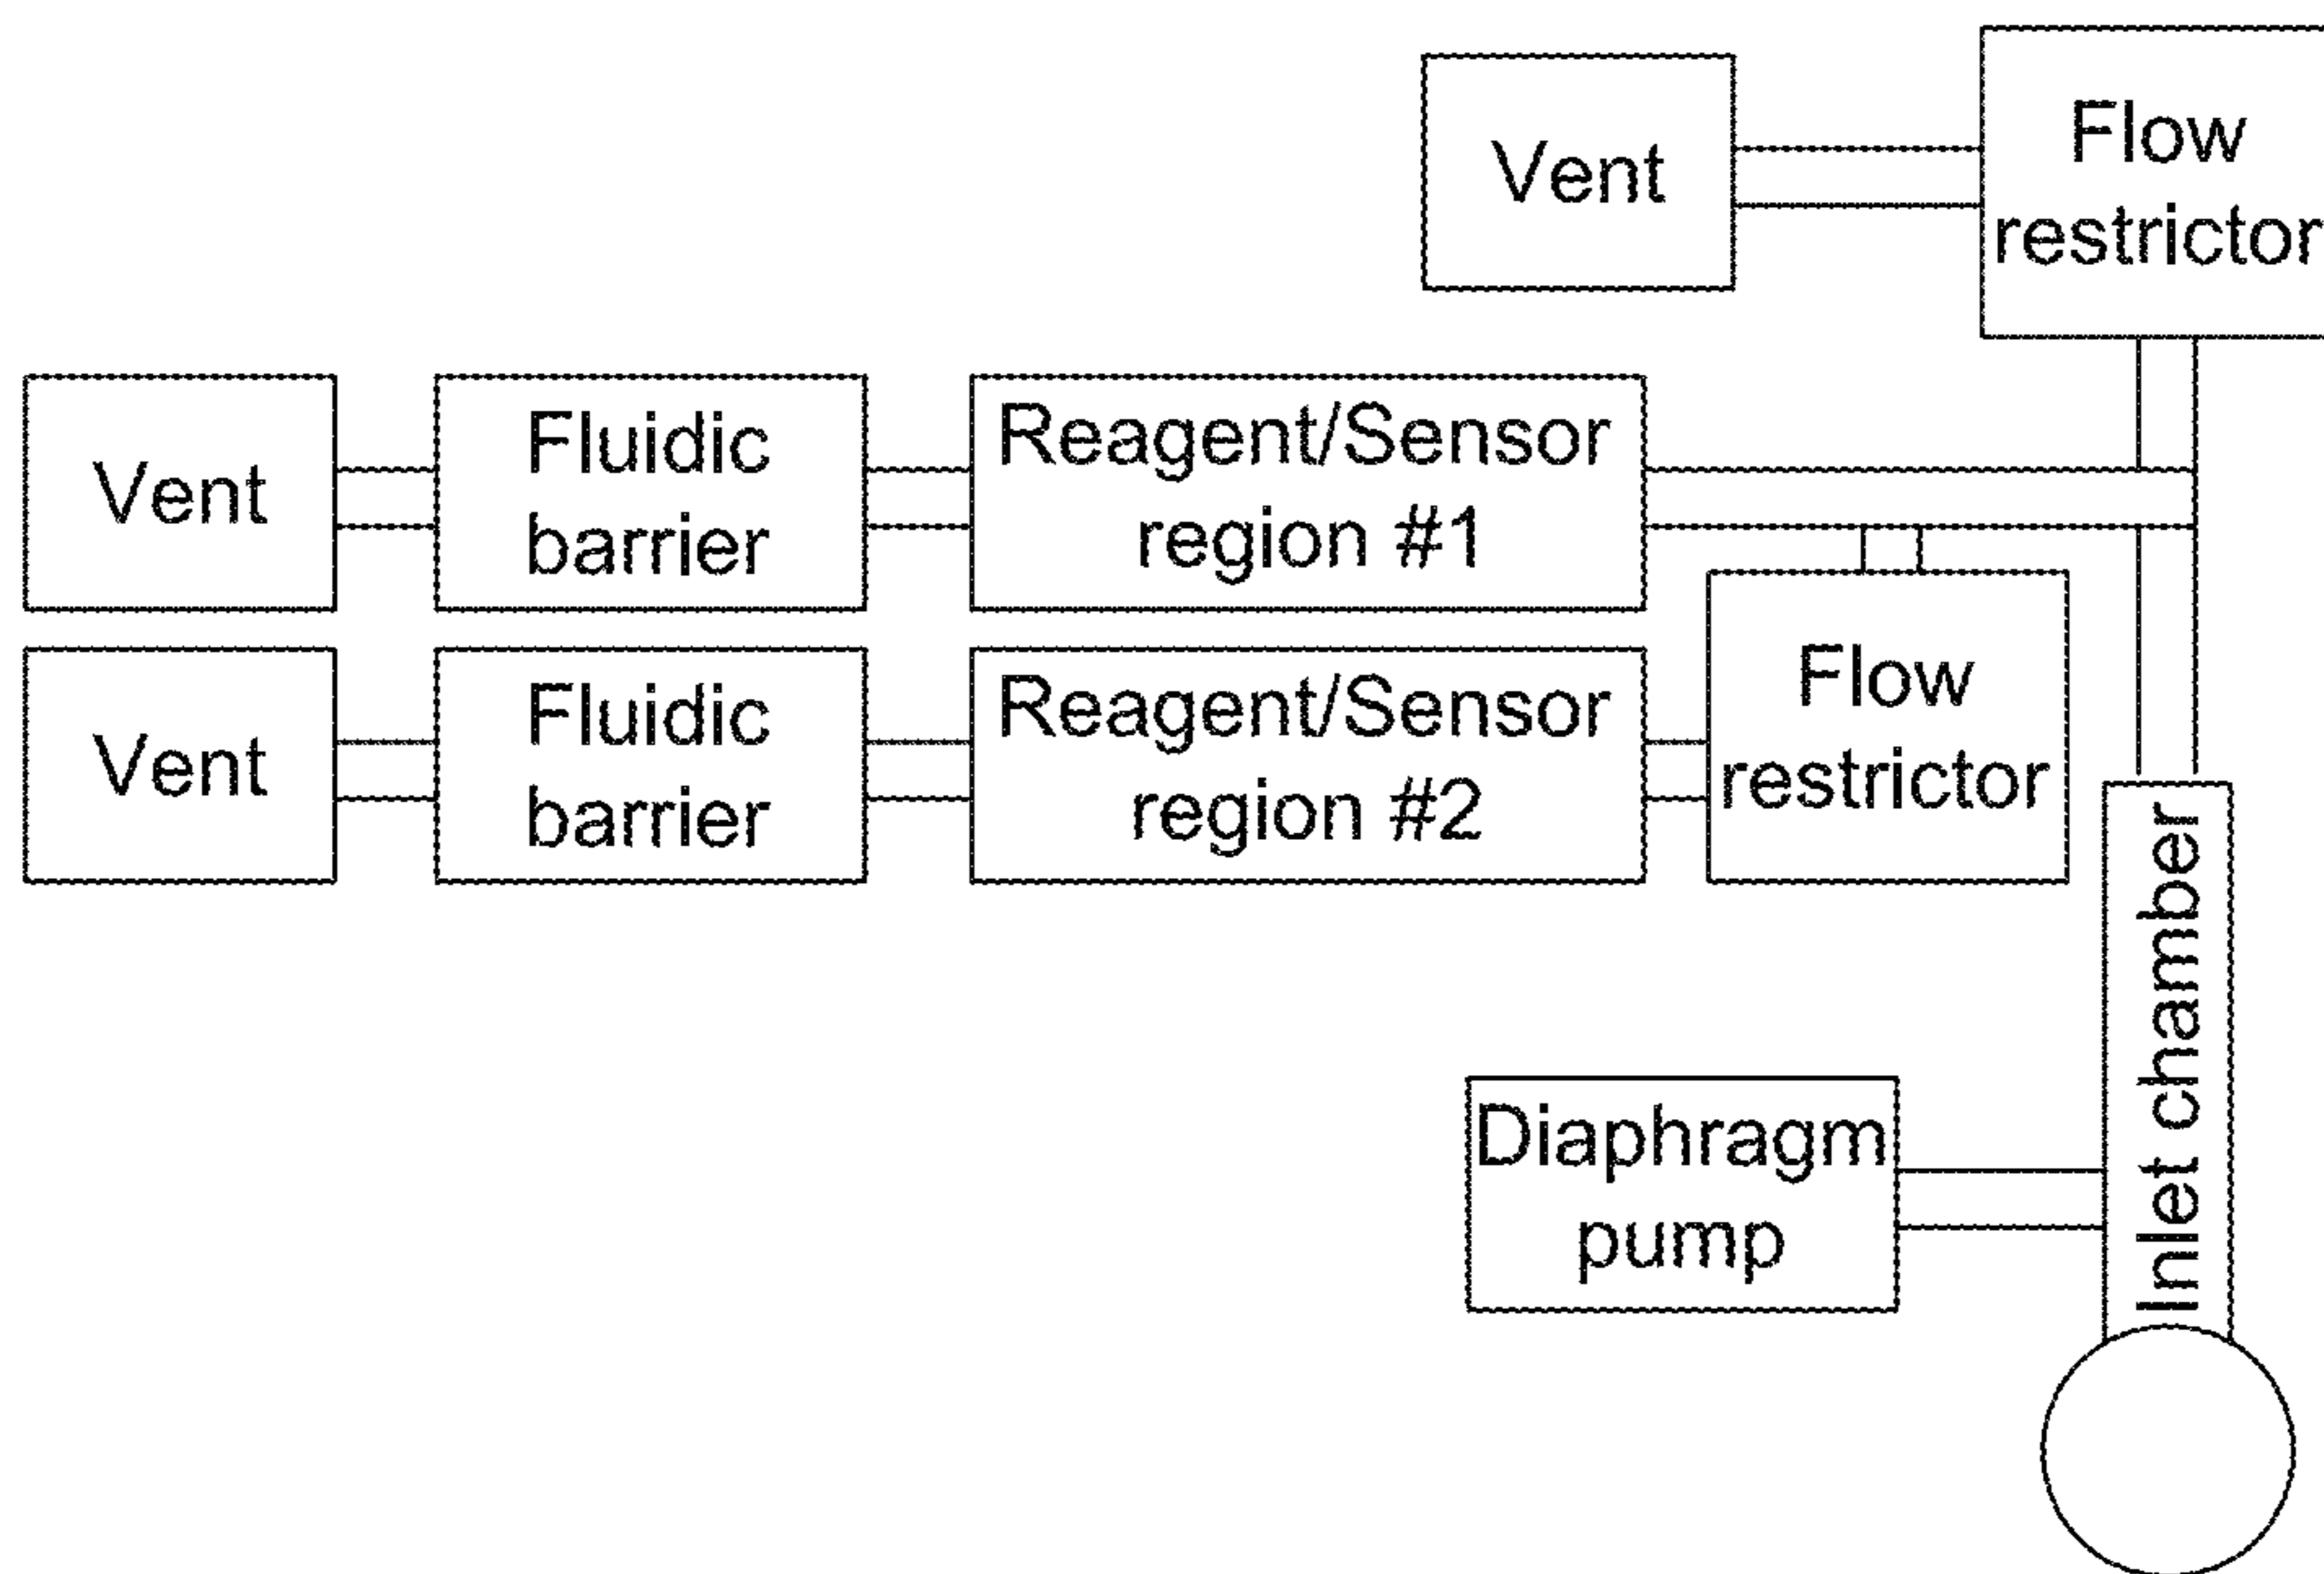 Vent
Flow
restrictor
Vent
Fluidic
barrier
Reagent/Sensor
region #1
Vent
Fluidic
barrier
Reagent/Sensor
region #2
Flow
restrictor
Inlet chamber
Diaphragm
pump